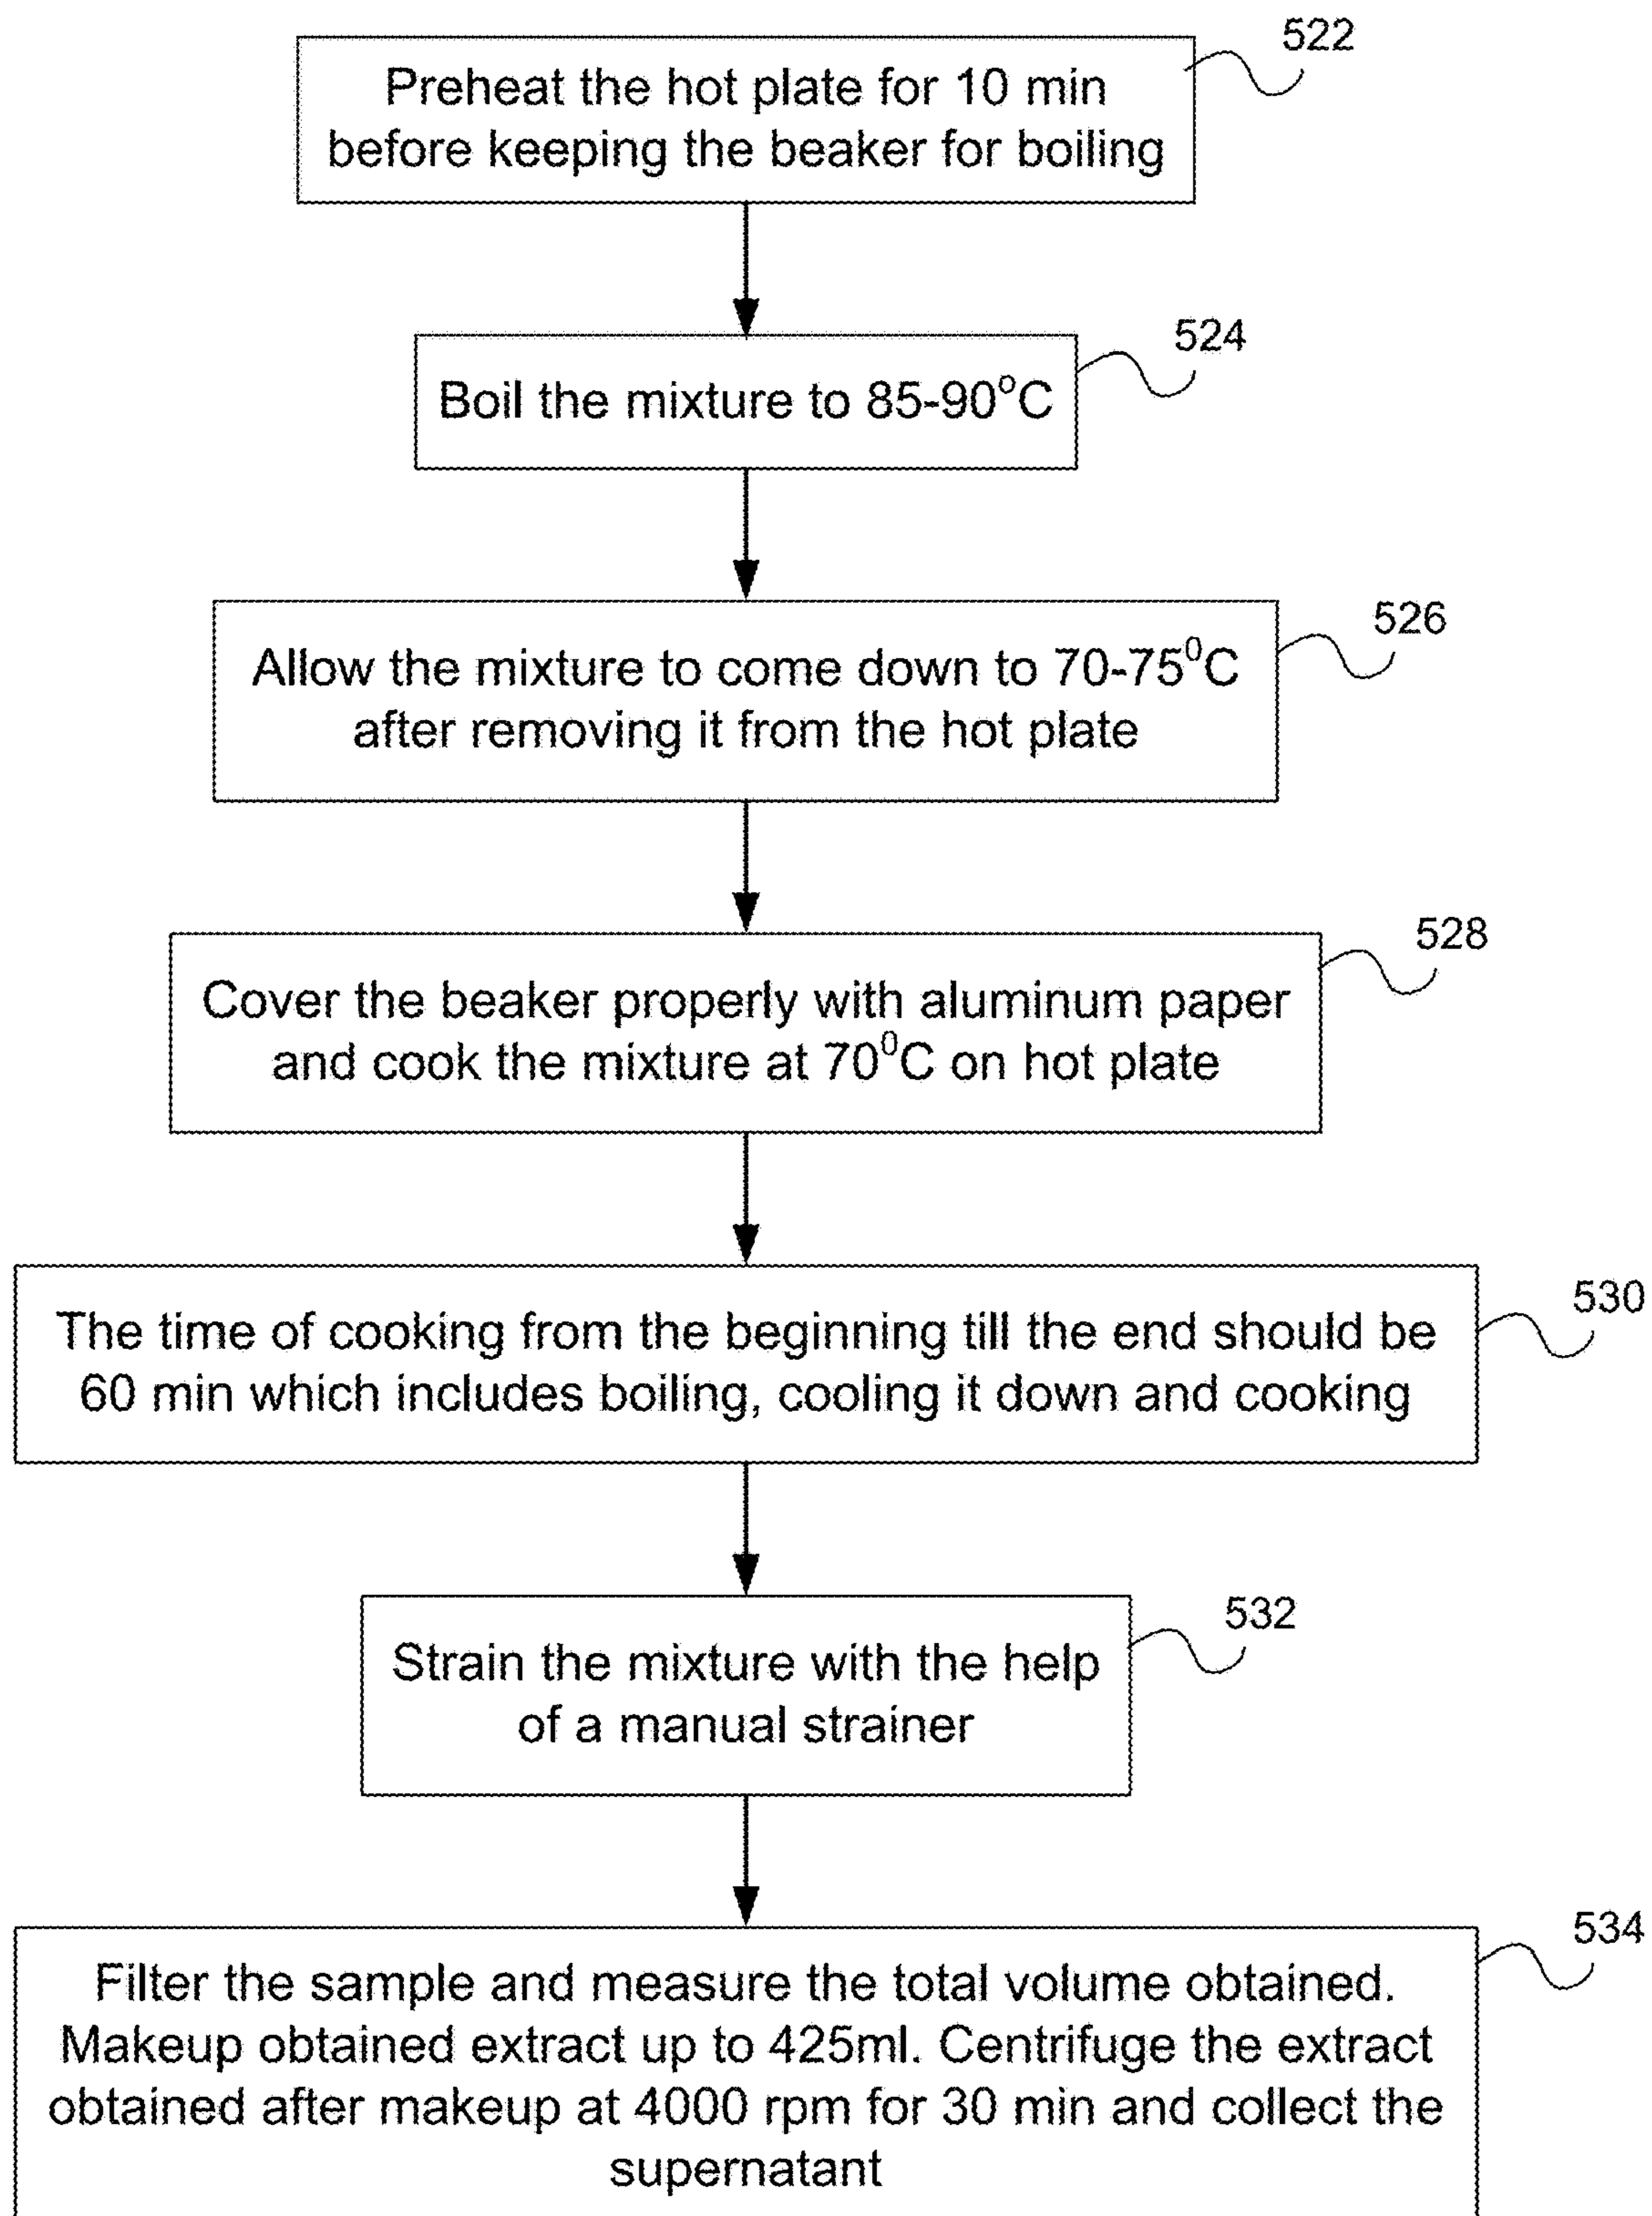 522
Preheat the hot plate for 10 min
before keeping the beaker for boiling
524
Boil the mixture to 85-90°C
526
Allow the mixture to come down to 70-75⁰C
after removing it from the hot plate
528
Cover the beaker properly with aluminum paper
and cook the mixture at 70⁰C on hot plate
530
The time of cooking from the beginning till the end should be
60 min which includes boiling, cooling it down and cooking
532
Strain the mixture with the help
of a manual strainer
534
Filter the sample and measure the total volume obtained.
Makeup obtained extract up to 425ml. Centrifuge the extract
obtained after makeup at 4000 rpm for 30 min and collect the
supernatant